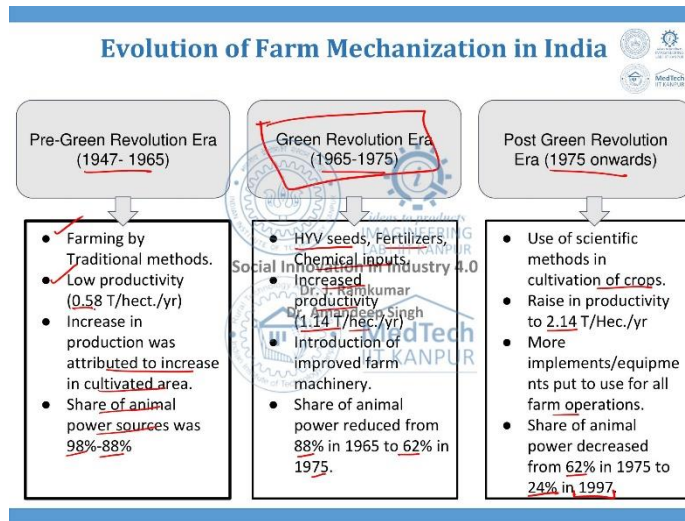 Evolution of Farm Mechanization in India
MedTech
IIT KANPUR
Pre-Green Revolution Era
(1947- 1965)
Green Revolution Era
(1965-1975)
Post Green Revolution
Era (1975 onwards)
● Farming by
Traditional methods.
● Low productivity
(0.58 T/hect./yr)
● Increase in
production was
attributed to increase
in cultivated area.
● Share of animal
power sources was
98%-88%
● HYV seeds, Fertilizers,
Chemical inputs
● Increased
productivity
(1.14 T/hec./yr)
● Introduction of
improved farm
machinery.
● Share of animal
power reduced from
88% in 1965 to 62% in
1975.
● Use of scientific
methods in
cultivation of crops.
● Raise in productivity
to 2.14 T/Hec./yr
● More
implements/equipme
nts put to use for all
farm operations.
● Share of animal
power decreased
from 62% in 1975 to
24% in 1997.
ideas to products
IMAGINEERING
LAB-IIT KANPUR
Social Innovation in Industry 4.0
Dr. J. Ramkumar
Dr. Amandeep Singh
MedTech
IIT KANPUR